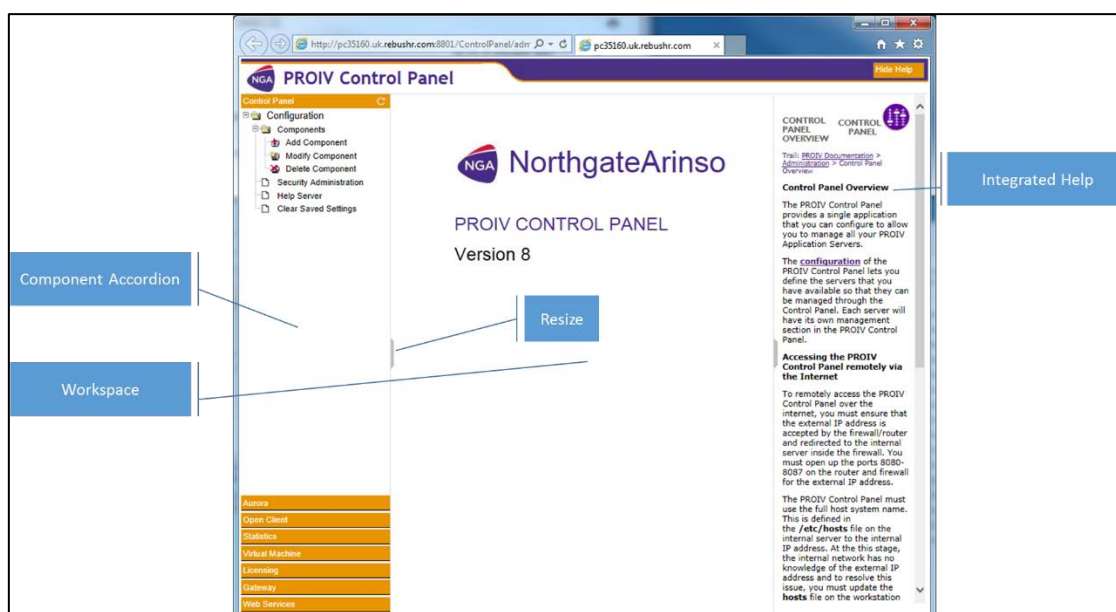 http://pc35160.uk.rebushr.com:8801/ControlPanel/adm
pc35160.uk.rebushr.com
NGA PROIV Control Panel
Hide Help
Control Panel
Configuration
Components
Add Component
Modify Component
Delete Component
Security Administration
Help Server
Clear Saved Settings
Component Accordion
Workspace
Aurora
Open Client
Statistics
Virtual Machine
Licensing
Gateway
Web Services
NGA NorthgateArinso
PROIV CONTROL PANEL
Version 8
Resize
CONTROL
PANEL
OVERVIEW
CONTROL
PANEL
Trail: PROIV Documentation >
Administration > Control Panel
Overview
Control Panel Overview
The PROIV Control Panel
provides a single application
that you can configure to allow
you to manage all your PROIV
Application Servers.
The configuration of the
PROIV Control Panel lets you
define the servers that you
have available so that they can
be managed through the
Control Panel. Each server will
have its own management
section in the PROIV Control
Panel.
Accessing the PROIV
Control Panel remotely via
the Internet
To remotely access the PROIV
Control Panel over the
internet, you must ensure that
the external IP address is
accepted by the firewall/router
and redirected to the internal
server inside the firewall. You
must open up the ports 8080-
8087 on the router and firewall
for the external IP address.
The PROIV Control Panel must
use the full host system name.
This is defined in
the /etc/hosts file on the
internal server to the internal
IP address. At the this stage,
the internal network has no
knowledge of the external IP
address and to resolve this
issue, you must update the
hosts file on the workstation
Integrated Help